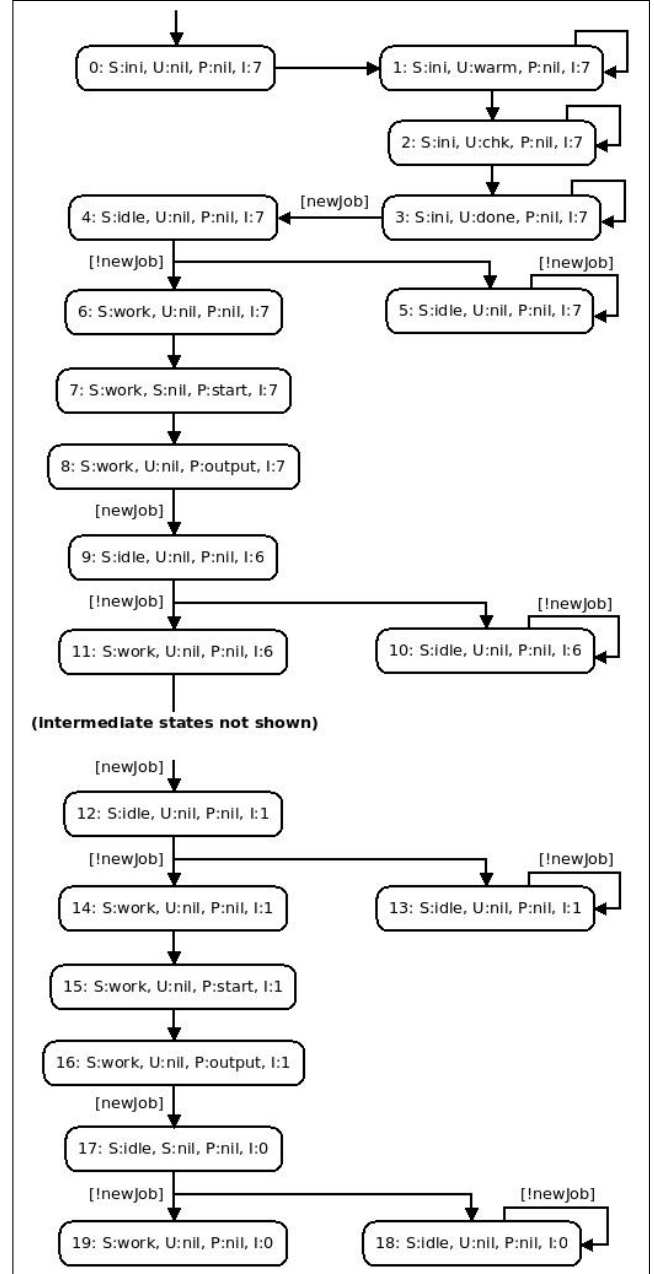 0: S:ini, U:nil, P:nil, I:7
1: S:ini, U:warm, P:nil, I:7
2: S:ini, U:chk, P:nil, I:7
[newJob]
4: S:idle, U:nil, P:nil, I:7
3: S:ini, U:done, P:nil, I:7
[!newJob]
[!newJob]
6: S:work, U:nil, P:nil, I:7
5: S:idle, U:nil, P:nil, I:7
7: S:work, S:nil, P:start, I:7
8: S:work, U:nil, P:output, I:7
[newJob]
9: S:idle, U:nil, P:nil, I:6
[!newJob]
[!newJob]
11: S:work, U:nil, P:nil, I:6
10: S:idle, U:nil, P:nil, I:6
(intermediate states not shown)
[newJob]
12: S:idle, U:nil, P:nil, I:1
[!newJob]
[!newJob]
14: S:work, U:nil, P:nil, I:1
13: S:idle, U:nil, P:nil, I:1
15: S:work, U:nil, P:start, I:1
16: S:work, U:nil, P:output, I:1
[newJob]
17: S:idle, S:nil, P:nil, I:0
[!newJob]
[!newJob]
19: S:work, U:nil, P:nil, I:0
18: S:idle, U:nil, P:nil, I:0